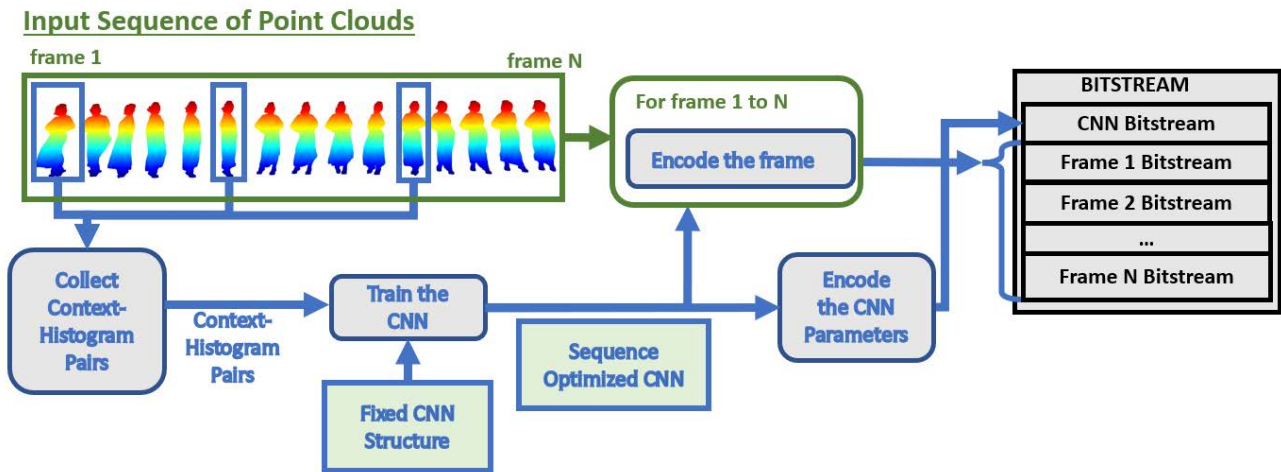 Input Sequence of Point Clouds
frame 1
frame N
For frame 1 to N
Encode the frame
BITSTREAM
CNN Bitstream
Frame 1 Bitstream
Frame 2 Bitstream
...
Frame N Bitstream
Collect
Context-
Histogram
Pairs
Context-
Histogram
Pairs
Train the
CNN
Fixed CNN
Structure
Sequence
Optimized CNN
Encode
the CNN
Parameters